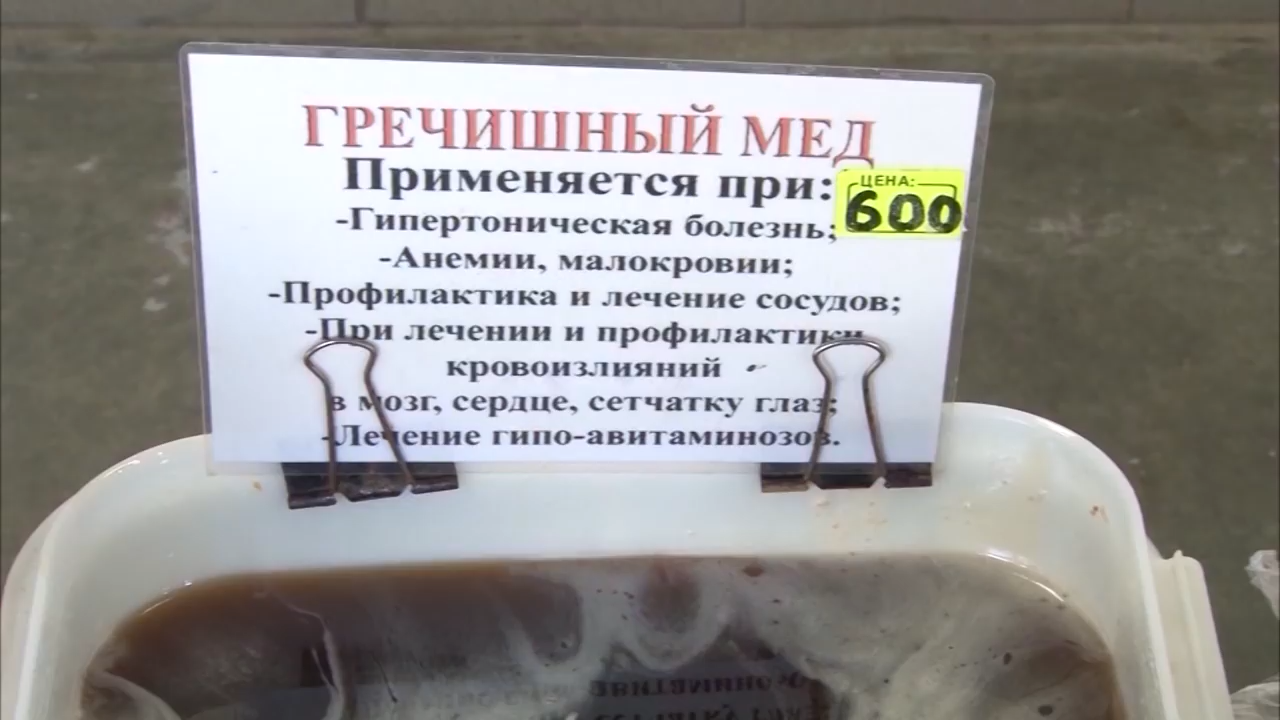 ГРЕЧИШНЫЙ МЕД
Применяется при:
ЦЕНА:
600
-Гипертоническая болезнь;
-Анемии, малокровии;
-Профилактика и лечение сосудов;
-При лечении и профилактики
кровоизлияний
в мозг, сердце, сетчатку глаз;
-Лечение гипо-авитаминозов.